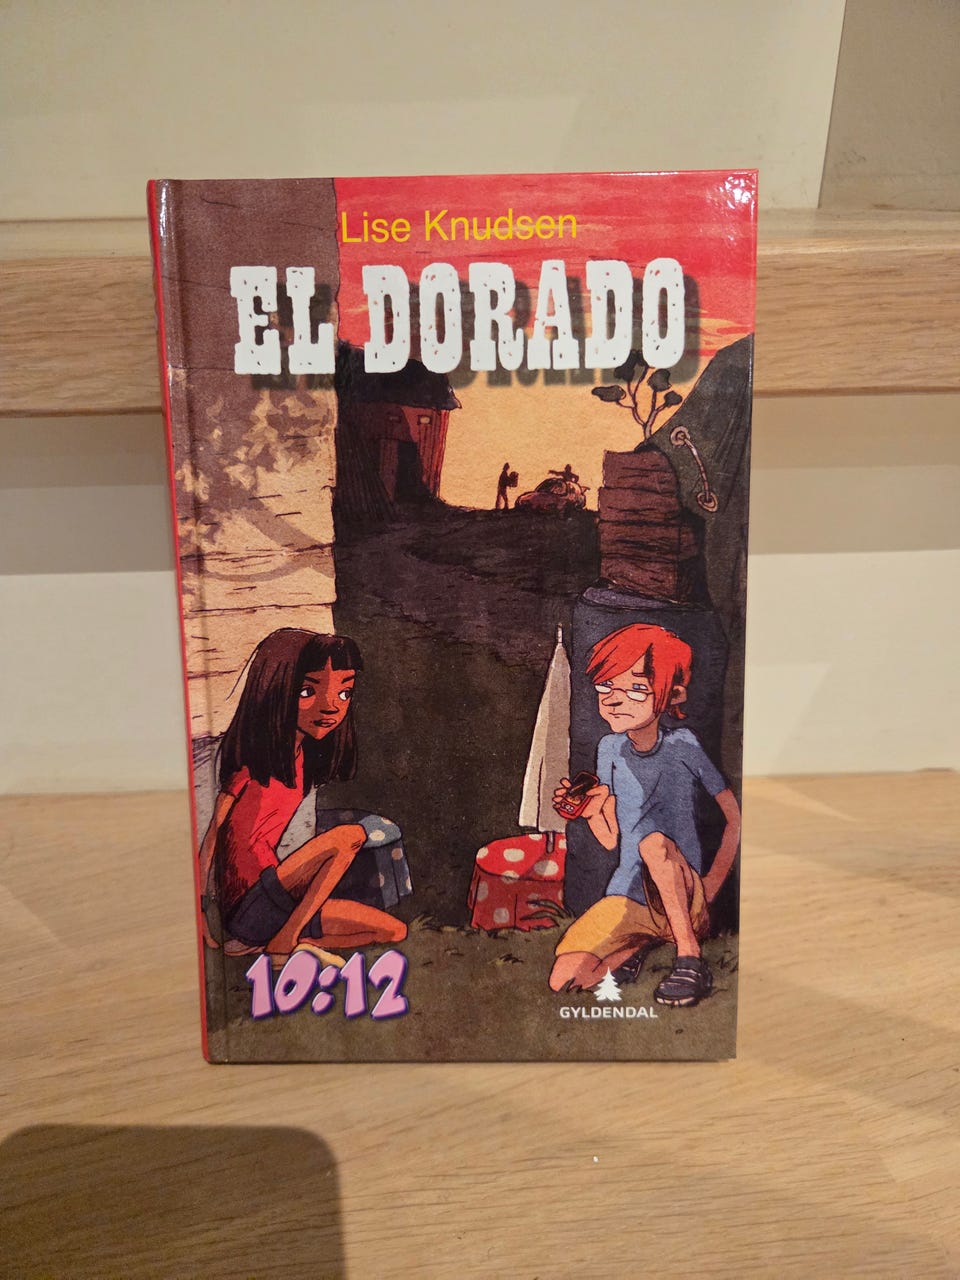 Lise Knudsen
EL DORADO
10:12
GYLDENDAL